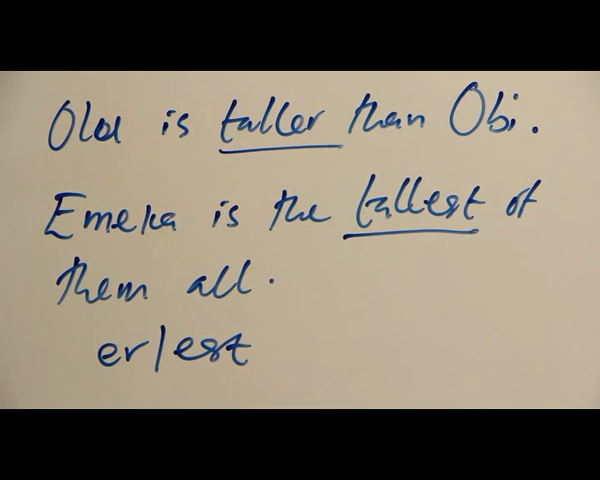 Ola is taller than Obi.
Emeka is the tallest of
them all.
er/est